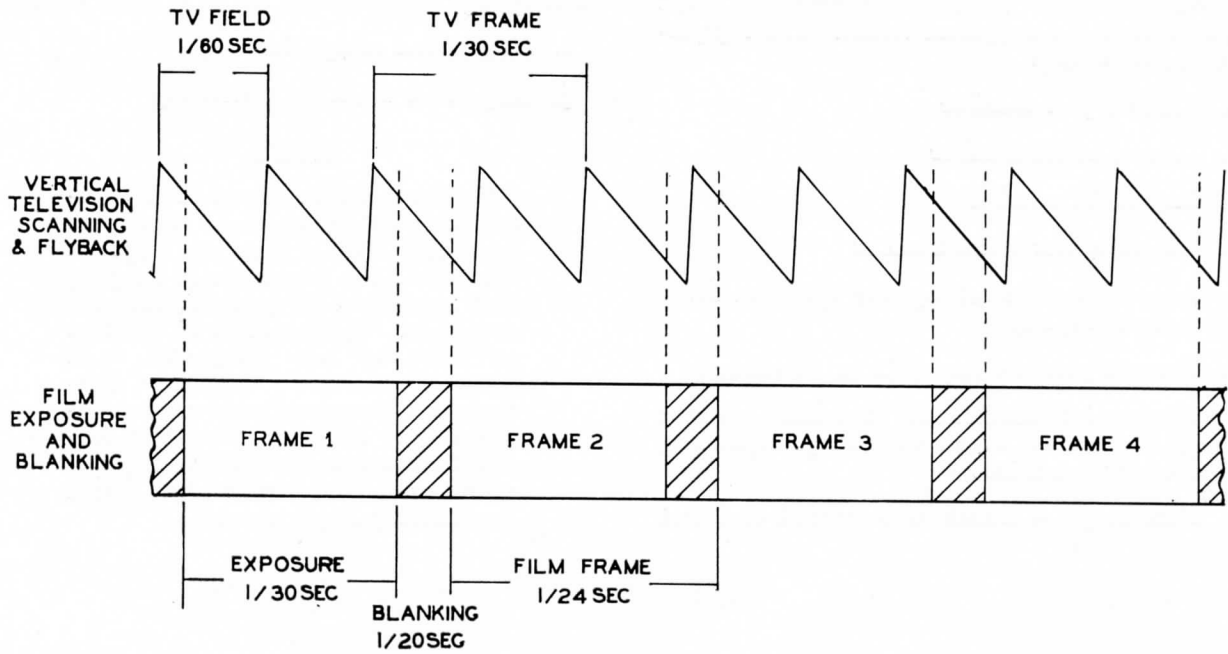 TV FIELD
1/60 SEC
TV FRAME
1/30 SEC
VERTICAL
TELEVISION
SCANNING
& FLYBACK
FILM
EXPOSURE
AND
BLANKING
FRAME 1
FRAME 2
FRAME 3
FRAME 4
EXPOSURE
1/30 SEC
BLANKING
1/20 SEC
FILM FRAME
1/24 SEC